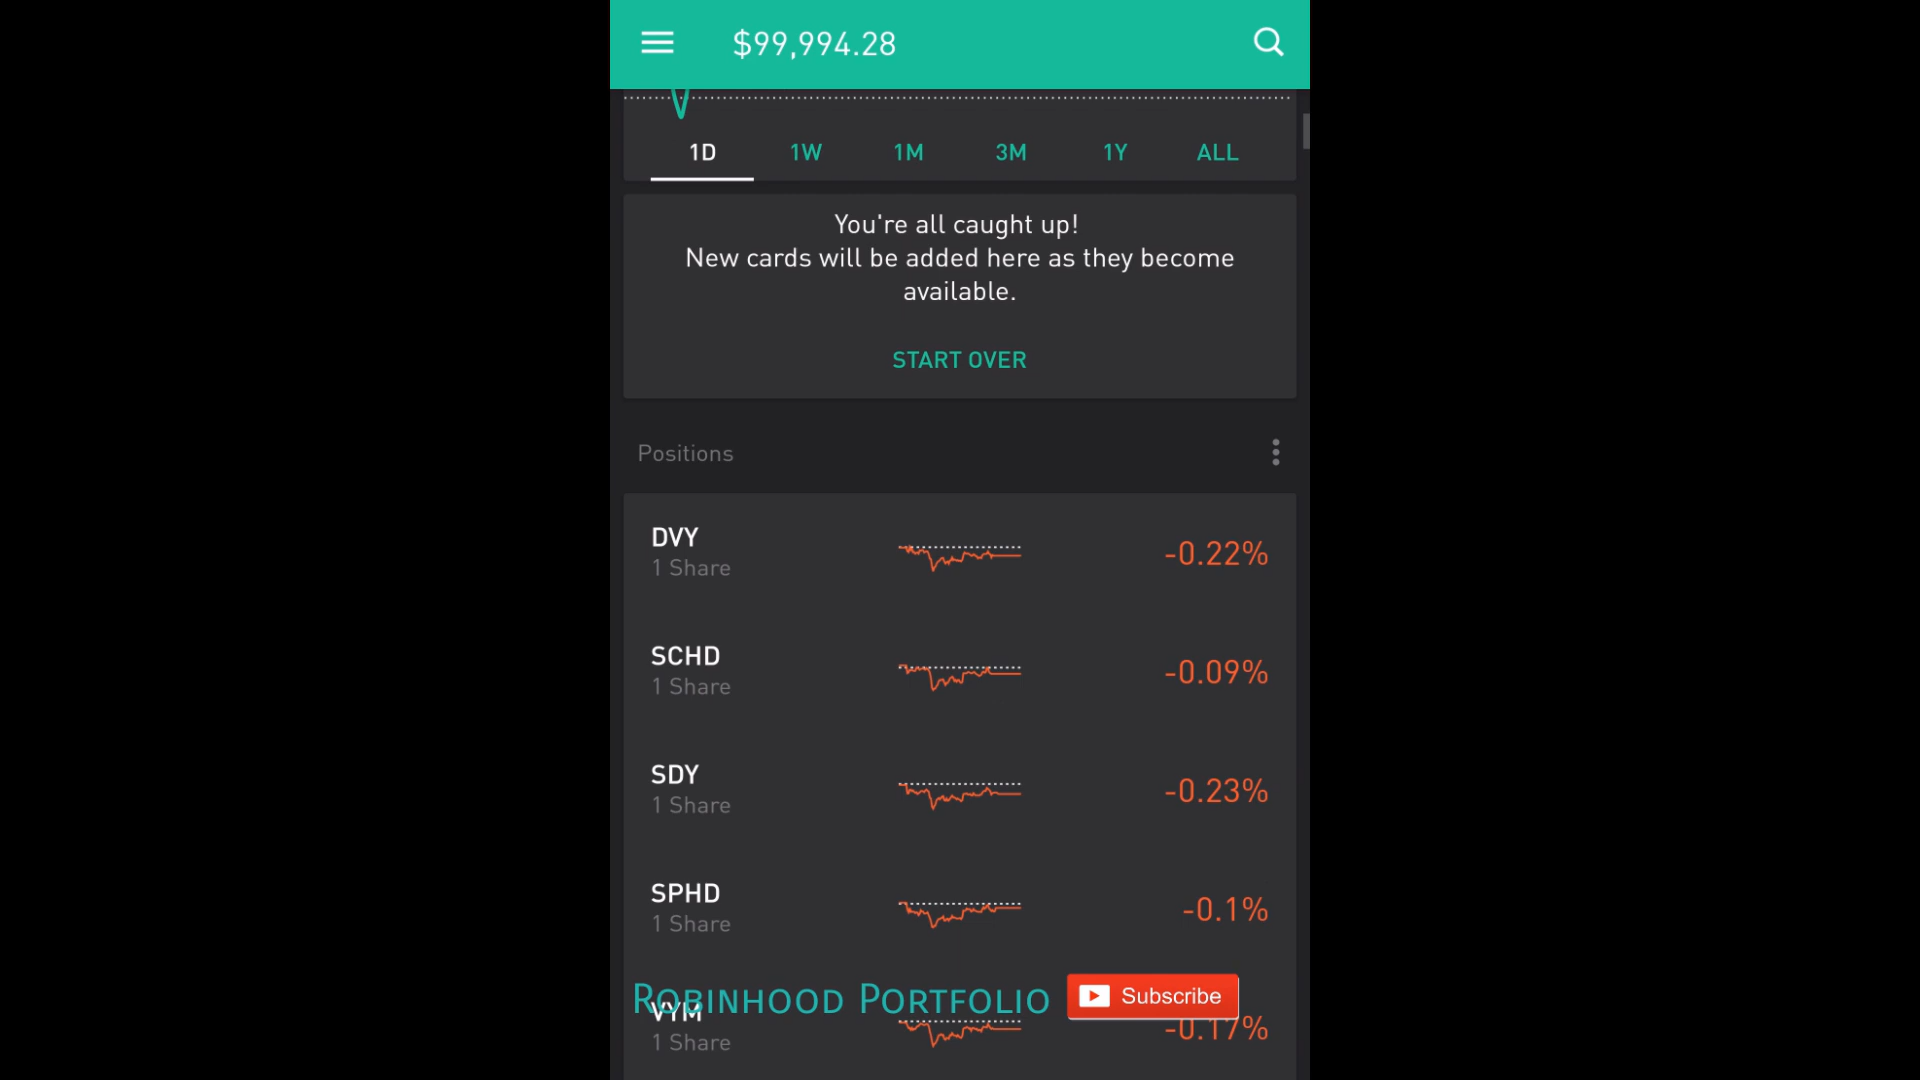 $99,994.28
1D 1W 1M 3M 1Y ALL
You're all caught up!
New cards will be added here as they become
available.
START OVER
Positions
DVY
1 Share
-0.22%
SCHD
1 Share
-0.09%
SDY
1 Share
-0.23%
SPHD
1 Share
-0.1%
Robinhood Portfolio
Subscribe
VYM
1 Share
-0.17%